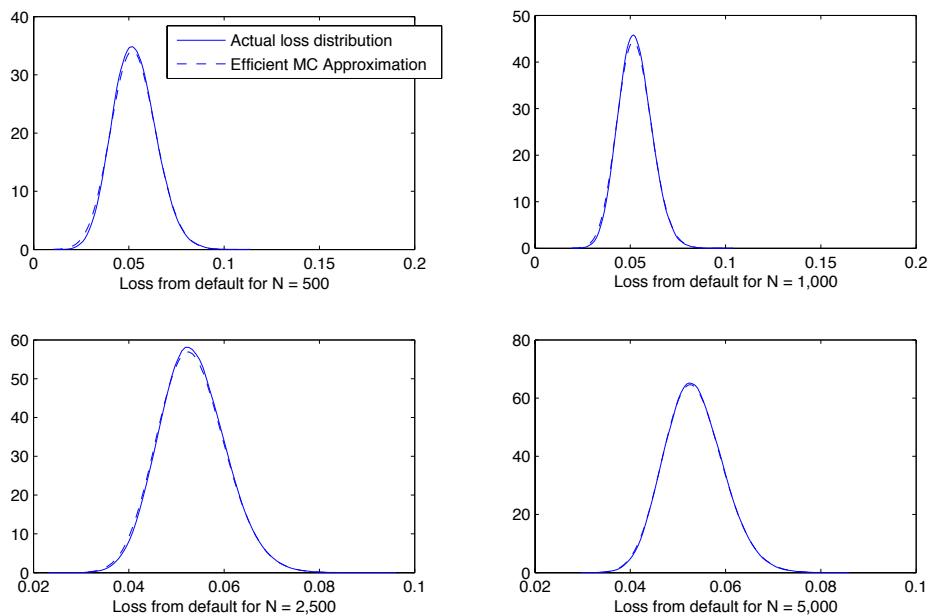 40
30
20
10
0
0 0.05 0.1 0.15 0.2
Loss from default for N = 500
Actual loss distribution
Efficient MC Approximation
50
40
30
20
10
0
0 0.05 0.1 0.15 0.2
Loss from default for N = 1,000
60
50
40
30
20
10
0
0.02 0.04 0.06 0.08 0.1
Loss from default for N = 2,500
80
60
40
20
0
0.02 0.04 0.06 0.08 0.1
Loss from default for N = 5,000